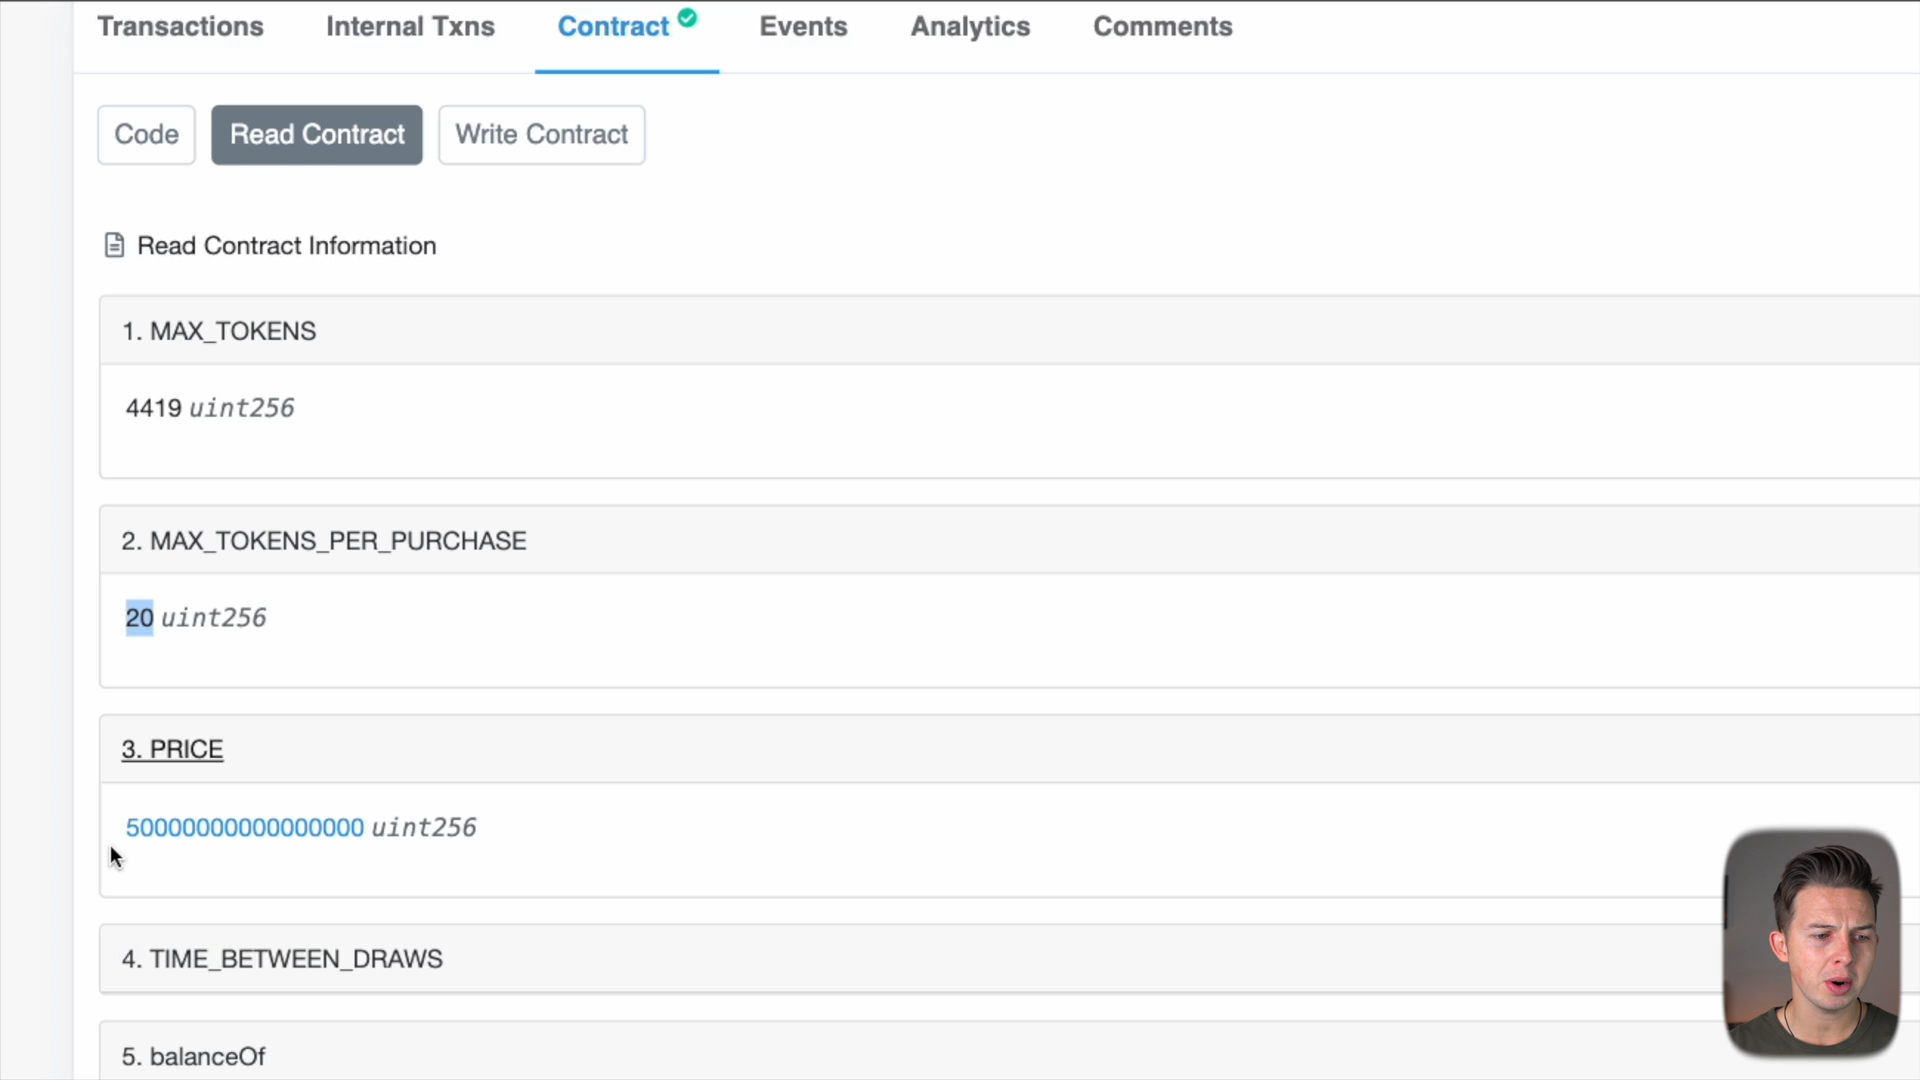 Transactions
Internal Txns
Contract
Events
Analytics
Comments
Code
Read Contract
Write Contract
Read Contract Information
1. MAX_TOKENS
4419 uint256
2. MAX_TOKENS_PER_PURCHASE
20 uint256
3. PRICE
50000000000000000 uint256
4. TIME_BETWEEN_DRAWS
5. balanceOf